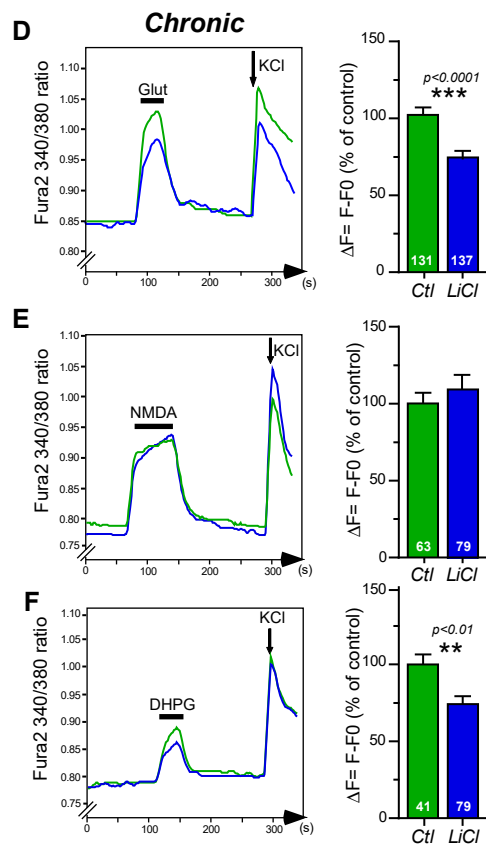 Chronic
D
Fura2 340/380 ratio
1.10
1.05
1.00
0.95
0.90
0.85
0.80
Glut
KCl
0
100
200
300
(s)
ΔF= F-F0 (% of control)
150
100
50
0
p<0.0001
***
131
137
Ctl
LiCl
E
Fura2 340/380 ratio
1.10
1.05
1.00
0.95
0.90
0.85
0.80
0.75
NMDA
KCl
0
100
200
300
(s)
ΔF= F-F0 (% of control)
150
100
50
0
63
79
Ctl
LiCl
F
Fura2 340/380 ratio
1.10
1.00
0.95
0.90
0.85
0.80
0.75
DHPG
KCl
0
100
200
300
(s)
ΔF= F-F0 (% of control)
150
100
50
0
p<0.01
**
41
79
Ctl
LiCl